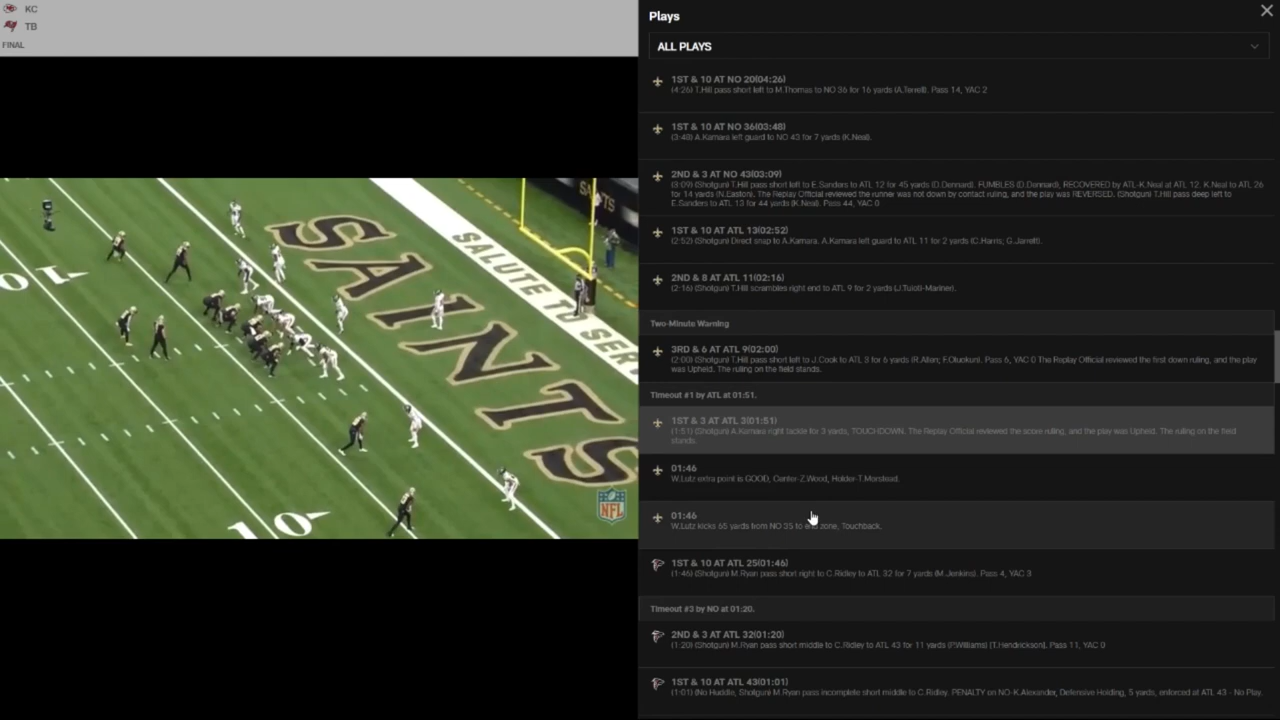 KC
TB
FINAL
SAINTS
SALUTE TO SER
10
10
NFL
Plays
ALL PLAYS
1ST & 10 AT NO 20(04:26)
(4:26) T.Hill pass short left to M.Thomas to NO 36 for 16 yards (A.Terrell). Pass 14, YAC 2
1ST & 10 AT NO 36(03:48)
(3:48) A.Kamara left guard to NO 43 for 7 yards (K.Neal).
2ND & 3 AT NO 43(03:09)
(3:09) (Shotgun) T.Hill pass short left to E.Sanders to ATL 12 for 45 yards (D.Dennard). FUMBLES (D.Dennard), RECOVERED by ATL-K.Neal at ATL 12. K.Neal to ATL 26
for 14 yards (N.Easton). The Replay Official reviewed the runner was not down by contact ruling, and the play was REVERSED. (Shotgun) T.Hill pass deep left to
E.Sanders to ATL 13 for 44 yards (K.Neal). Pass 44, YAC 0
1ST & 10 AT ATL 13(02:52)
(2:52) (Shotgun) Direct snap to A.Kamara. A.Kamara left guard to ATL 11 for 2 yards (C.Harris; G.Jarrett).
2ND & 8 AT ATL 11(02:16)
(2:16) (Shotgun) T.Hill scrambles right end to ATL 9 for 2 yards (J.Tuioti-Mariner).
Two-Minute Warning
3RD & 6 AT ATL 9(02:00)
(2:00) (Shotgun) T.Hill pass short left to J.Cook to ATL 3 for 6 yards (R.Allen; F.Oluokun). Pass 6, YAC 0 The Replay Official reviewed the first down ruling, and the play
was Upheld. The ruling on the field stands.
Timeout #1 by ATL at 01:51.
1ST & 3 AT ATL 3(01:51)
(1:51) (Shotgun) A.Kamara right tackle for 3 yards, TOUCHDOWN. The Replay Official reviewed the score ruling, and the play was Upheld. The ruling on the field
stands.
01:46
W.Lutz extra point is GOOD, Center-Z.Wood, Holder-T.Morstead.
01:46
W.Lutz kicks 65 yards from NO 35 to end zone, Touchback.
1ST & 10 AT ATL 25(01:46)
(1:46) (Shotgun) M.Ryan pass short right to C.Ridley to ATL 32 for 7 yards (M.Jenkins). Pass 4, YAC 3
Timeout #3 by NO at 01:20.
2ND & 3 AT ATL 32(01:20)
(1:20) (Shotgun) M.Ryan pass short middle to C.Ridley to ATL 43 for 11 yards (P.Williams) [T.Hendrickson]. Pass 11, YAC 0
1ST & 10 AT ATL 43(01:01)
(1:01) (No Huddle, Shotgun) M.Ryan pass incomplete short middle to C.Ridley. PENALTY on NO-K.Alexander, Defensive Holding, 5 yards, enforced at ATL 43 - No Play.